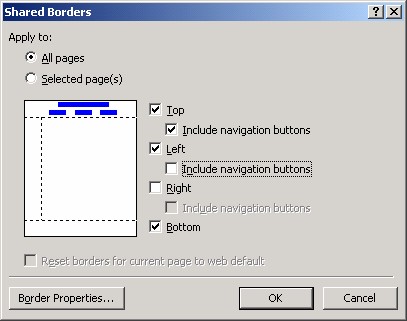 Shared Borders
Apply to:
All pages
Selected page(s)
Top
Include navigation buttons
Left
Include navigation buttons
Right
Include navigation buttons
Bottom
Reset borders for current page to web default
Border Properties...
OK
Cancel